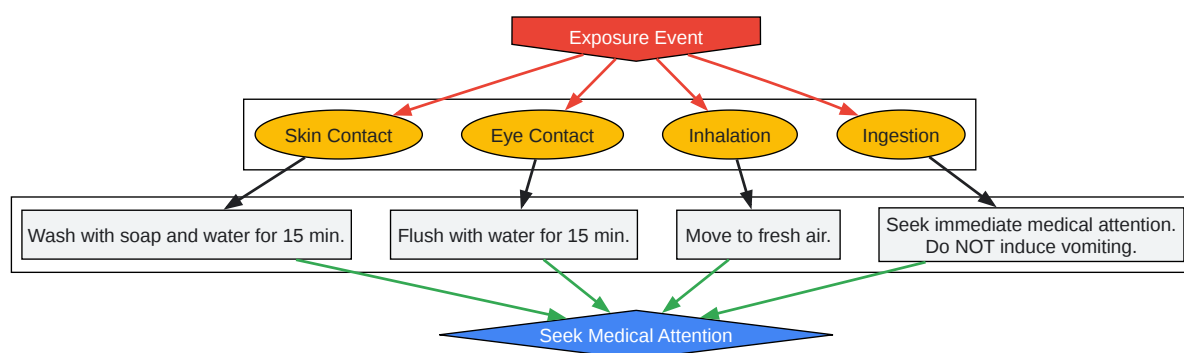 Exposure Event
Skin Contact
Eye Contact
Inhalation
Ingestion
Wash with soap and water for 15 min.
Flush with water for 15 min.
Move to fresh air.
Seek immediate medical attention.
Do NOT induce vomiting.
Seek Medical Attention